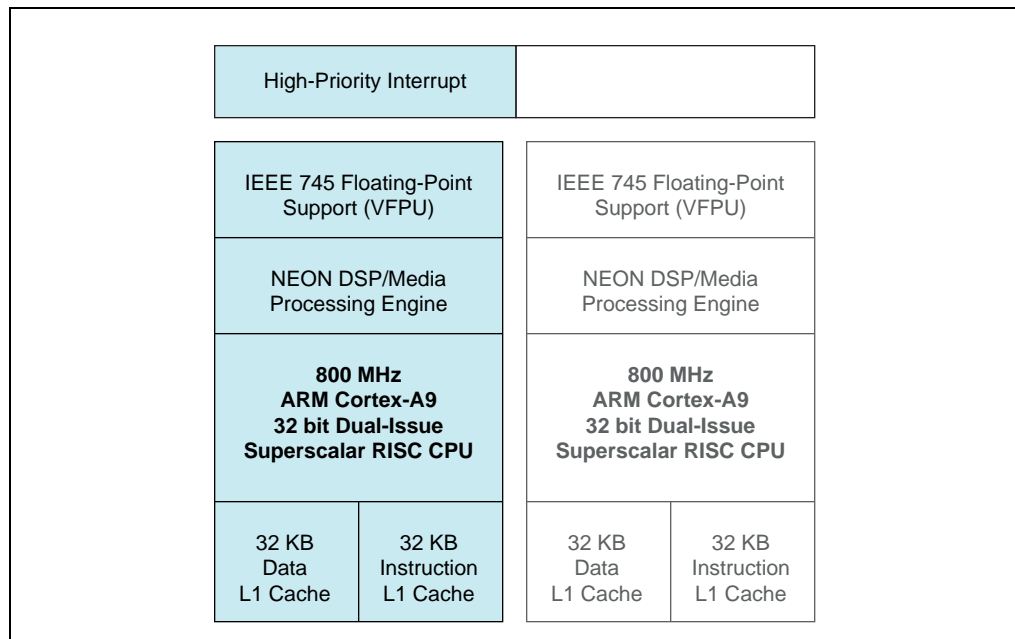 High-Priority Interrupt
IEEE 745 Floating-Point
Support (VFPU)
NEON DSP/Media
Processing Engine
800 MHz
ARM Cortex-A9
32 bit Dual-Issue
Superscalar RISC CPU
32 KB
Data
L1 Cache
32 KB
Instruction
L1 Cache
IEEE 745 Floating-Point
Support (VFPU)
NEON DSP/Media
Processing Engine
800 MHz
ARM Cortex-A9
32 bit Dual-Issue
Superscalar RISC CPU
32 KB
Data
L1 Cache
32 KB
Instruction
L1 Cache